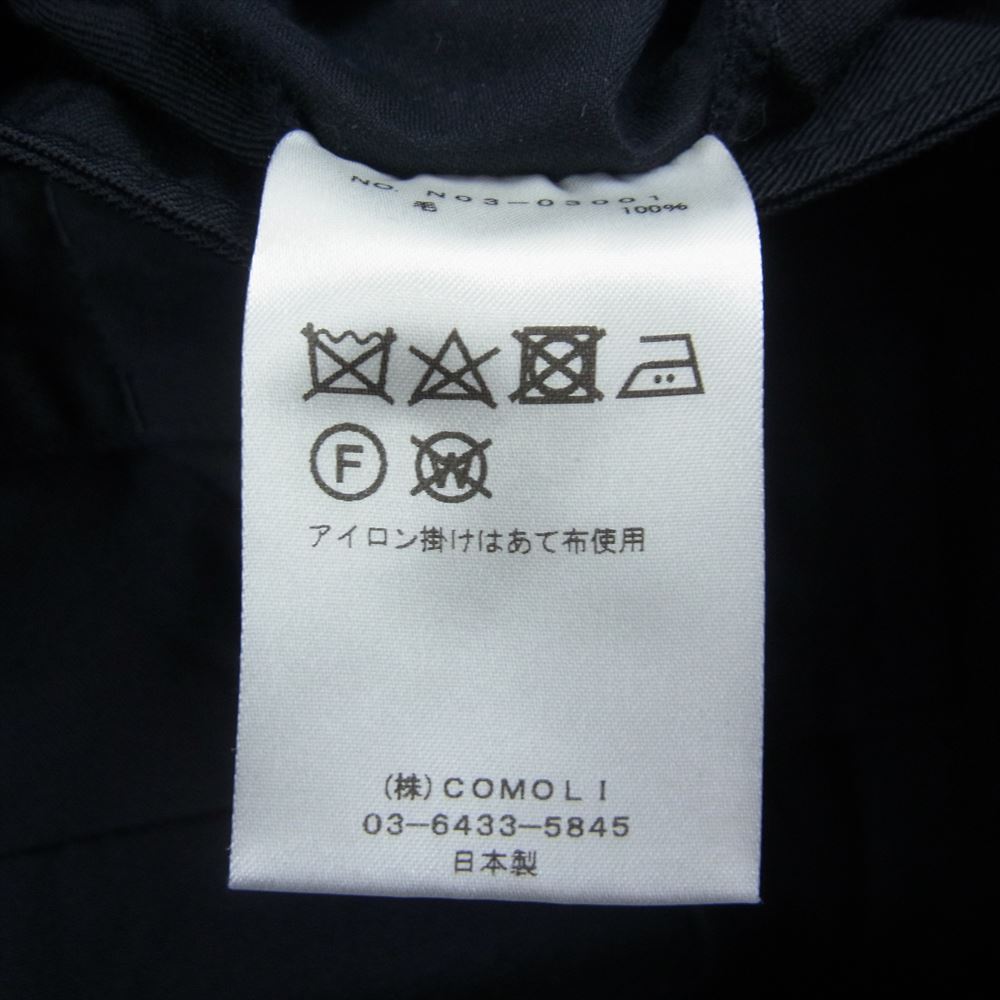 NO. N03-03001
毛 100%
F W
アイロン掛けはあて布使用
(株)COMOLI
03-6433-5845
日本製